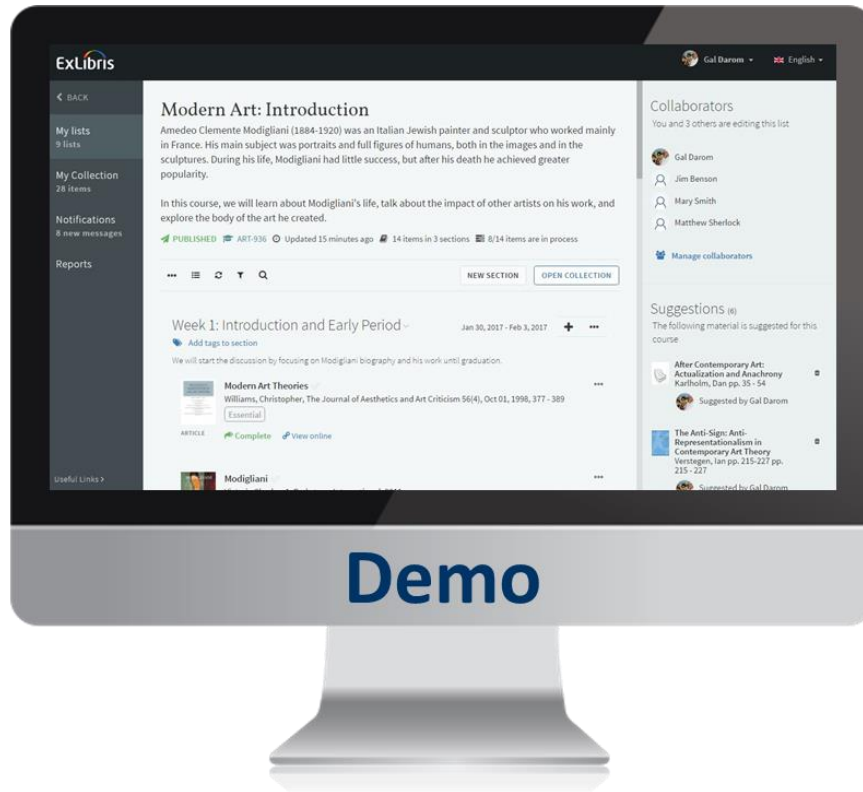 ExLibris
Gal Darom
English
BACK
My lists
9 lists
My Collection
28 items
Notifications
8 new messages
Reports
Useful Links >
Modern Art: Introduction
Amedeo Clemente Modigliani (1884-1920) was an Italian Jewish painter and sculptor who worked mainly
in France. His main subject was portraits and full figures of humans, both in the images and in the
sculptures. During his life, Modigliani had little success, but after his death he achieved greater
popularity.
In this course, we will learn about Modigliani's life, talk about the impact of other artists on his work, and
explore the body of the art he created.
PUBLISHED ART-936 Updated 15 minutes ago 14 items in 3 sections 8/14 items are in process
NEW SECTION OPEN COLLECTION
Week 1: Introduction and Early Period
Jan 30, 2017 - Feb 3, 2017
Add tags to section
We will start the discussion by focusing on Modigliani biography and his work until graduation.
Modern Art Theories
Williams, Christopher, The Journal of Aesthetics and Art Criticism 56(4), Oct 01, 1998, 377 - 389
Essential
ARTICLE
Complete View online
Modigliani
Collaborators
You and 3 others are editing this list
Gal Darom
Jim Benson
Mary Smith
Matthew Sherlock
Manage collaborators
Suggestions (6)
The following material is suggested for this
course
After Contemporary Art:
Actualization and Anachrony
Karlholm, Dan pp. 35 - 54
Suggested by Gal Darom
The Anti-Sign: Anti-
Representationalism in
Contemporary Art Theory
Verstegen, Ian pp. 215-227 pp.
215 - 227
Suggested by Gal Darom
Demo